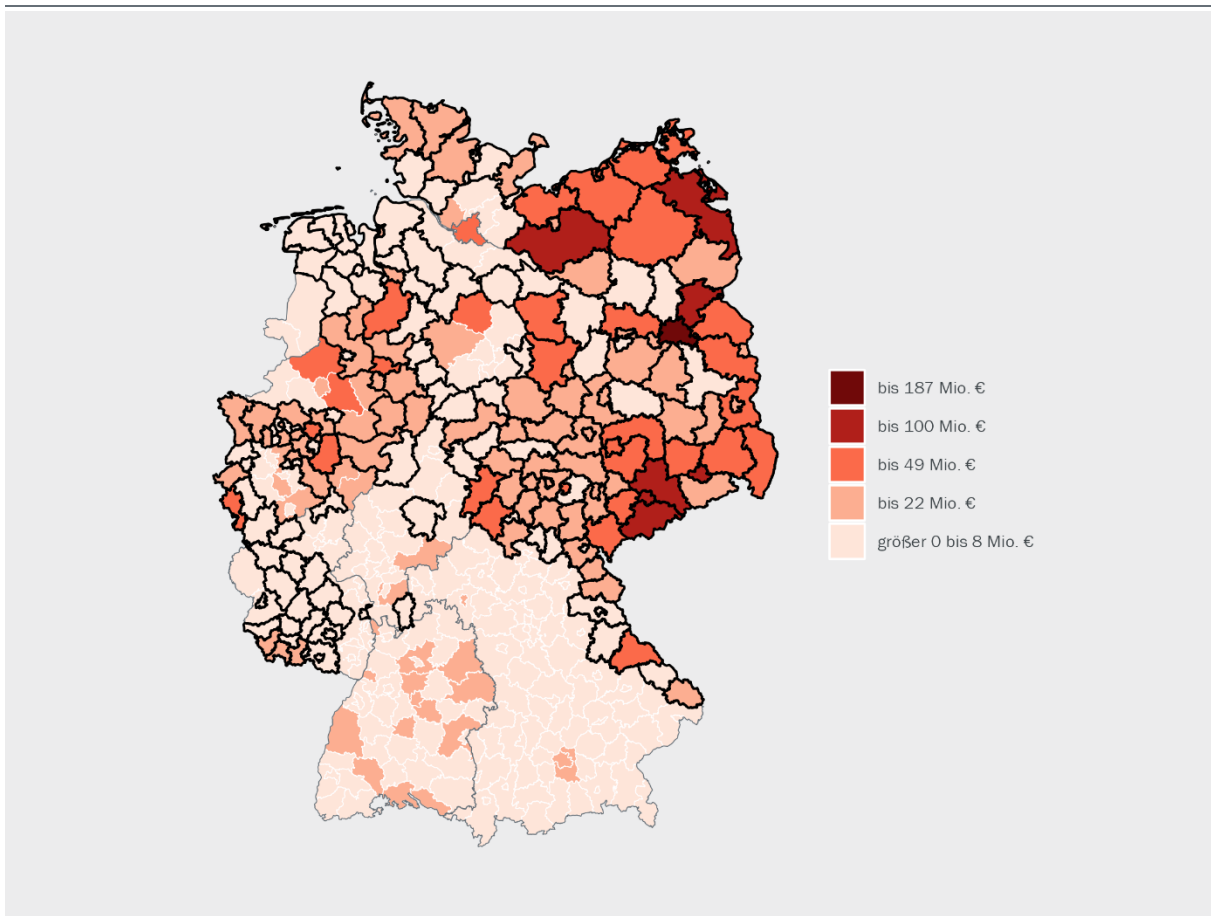 bis 187 Mio. €
bis 100 Mio. €
bis 49 Mio. €
bis 22 Mio. €
größer 0 bis 8 Mio. €